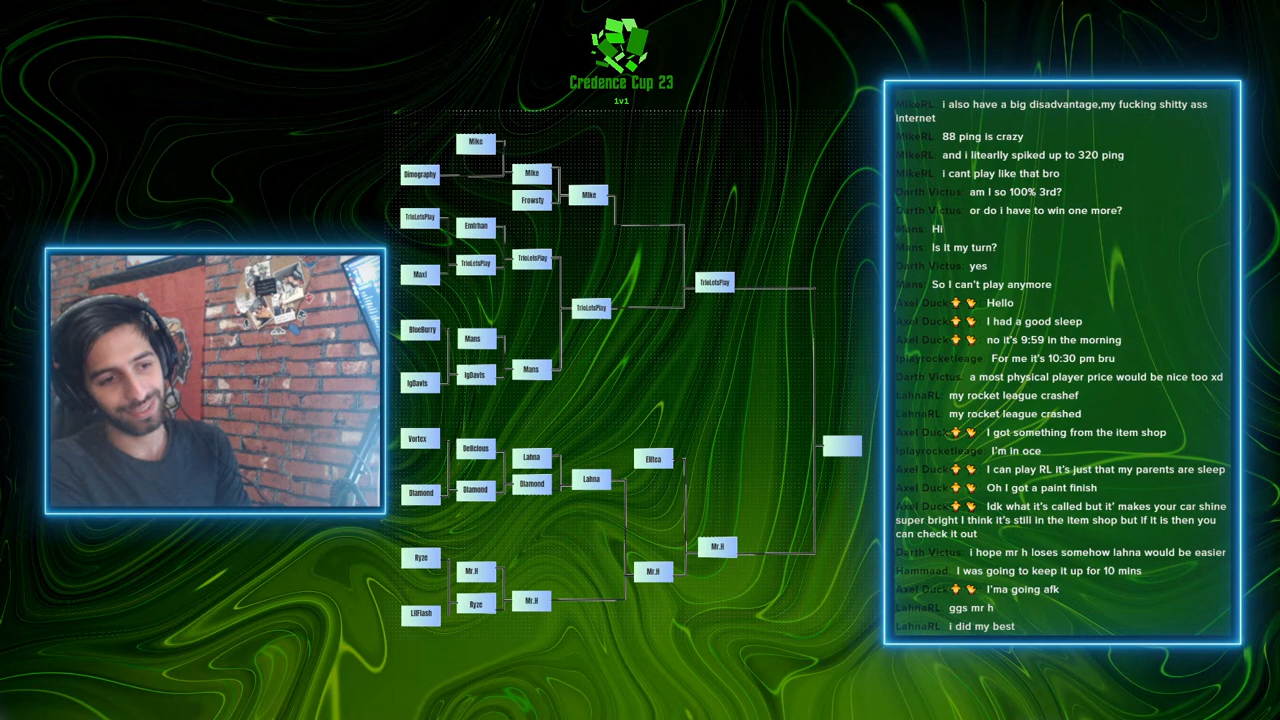 Credence Cup 23
1v1
Mike
Dimography
Mike
Frowsty
Mike
TrioLetsPlay
Emirhan
TrioLetsPlay
Maxi
TrioLetsPlay
TrioLetsPlay
TrioLetsPlay
BlueBurry
Mans
IgDavis
IgDavis
Mans
Vortex
Delicious
Lahna
Elitea
Diamond
Diamond
Diamond
Lahna
Ryze
Mr.H
Mr.H
Mr.H
LilFlash
Ryze
Mr.H
MikeRL: i also have a big disadvantage,my fucking shitty ass
internet
MikeRL: 88 ping is crazy
MikeRL: and i litearlly spiked up to 320 ping
MikeRL: i cant play like that bro
Darth Victus: am I so 100% 3rd?
Darth Victus: or do i have to win one more?
Mans: Hi
Mans: Is it my turn?
Darth Victus: yes
Mans: So I can't play anymore
Axel Duck Hello
Axel Duck I had a good sleep
Axel Duck no it's 9:59 in the morning
Iplayrocketleage: For me it's 10:30 pm bru
Darth Victus: a most physical player price would be nice too xd
LahnaRL: my rocket league crashef
LahnaRL: my rocket league crashed
Axel Duck I got something from the item shop
Iplayrocketleage: I'm in oce
Axel Duck I can play RL it's just that my parents are sleep
Axel Duck Oh I got a paint finish
Axel Duck Idk what it's called but it' makes your car shine
super bright I think it's still in the item shop but if it is then you
can check it out
Darth Victus: i hope mr h loses somehow lahna would be easier
Hammaad: I was going to keep it up for 10 mins
Axel Duck I'ma going afk
LahnaRL: ggs mr h
LahnaRL: i did my best